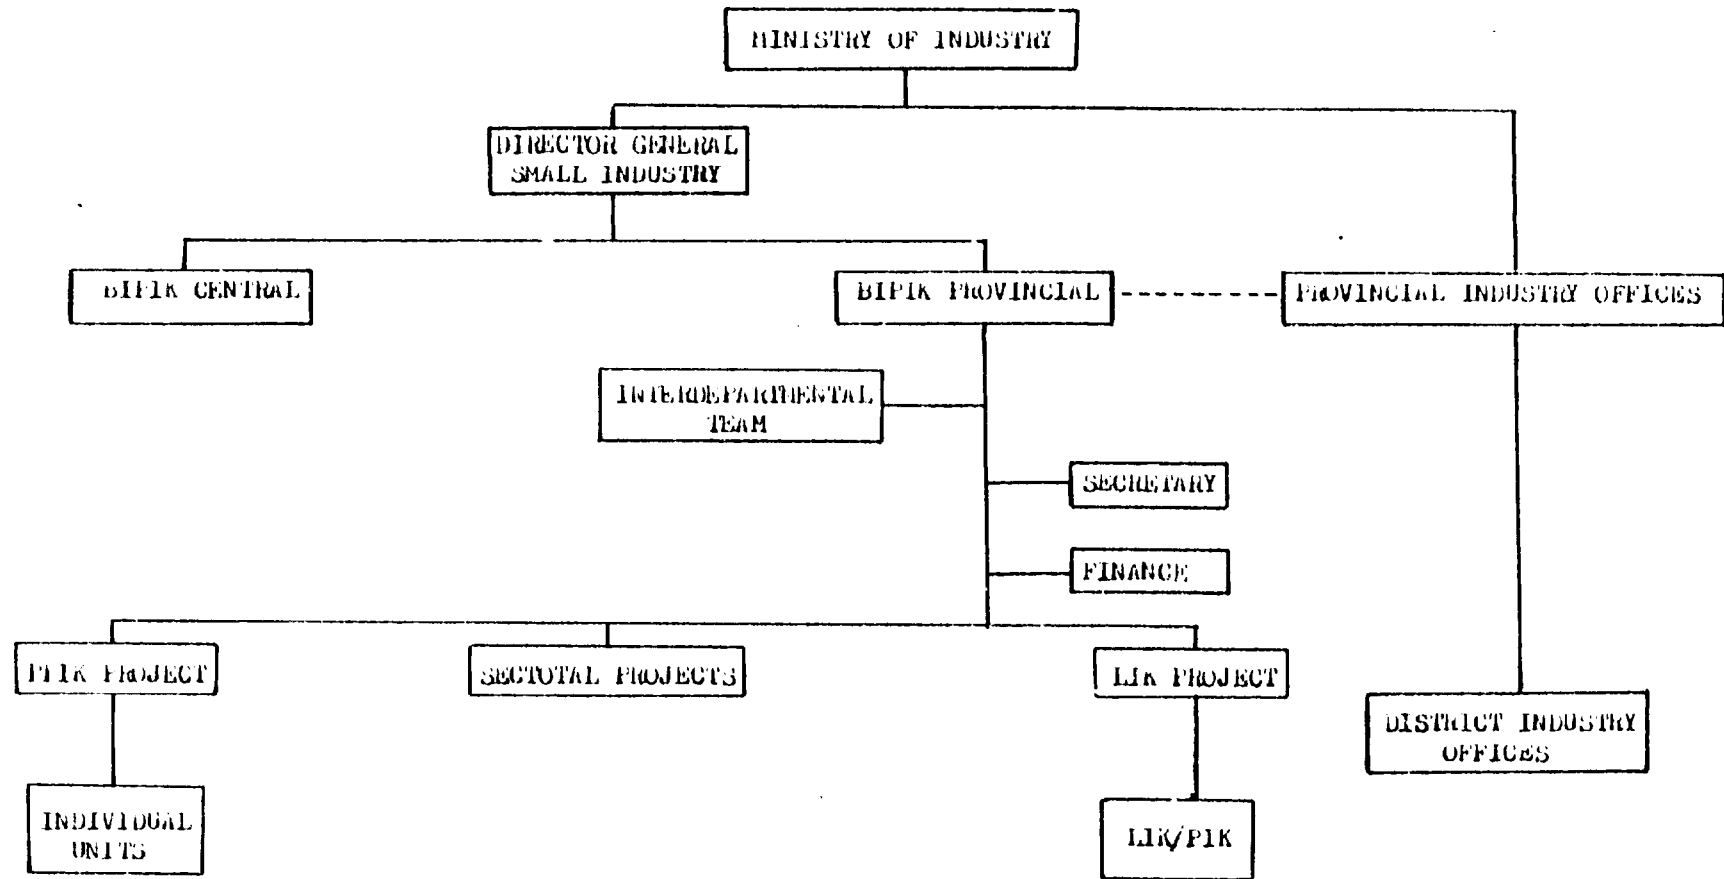 MINISTRY OF INDUSTRY
DIRECTOR GENERAL
SMALL INDUSTRY
BIPIK CENTRAL
BIPIK PROVINCIAL
PROVINCIAL INDUSTRY OFFICES
INTERDEPARTMENTAL
TEAM
SECRETARY
FINANCE
PROJECT
SECTOTAL PROJECTS
LIK PROJECT
DISTRICT INDUSTRY
OFFICES
INDIVIDUAL
UNITS
LIK/PIK